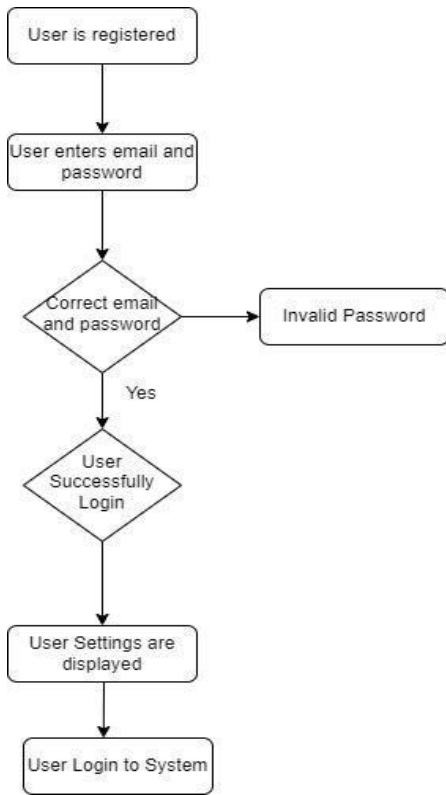 User is registered
User enters email and
password
Correct email
and password
Invalid Password
Yes
User
Successfully
Login
User Settings are
displayed
User Login to System